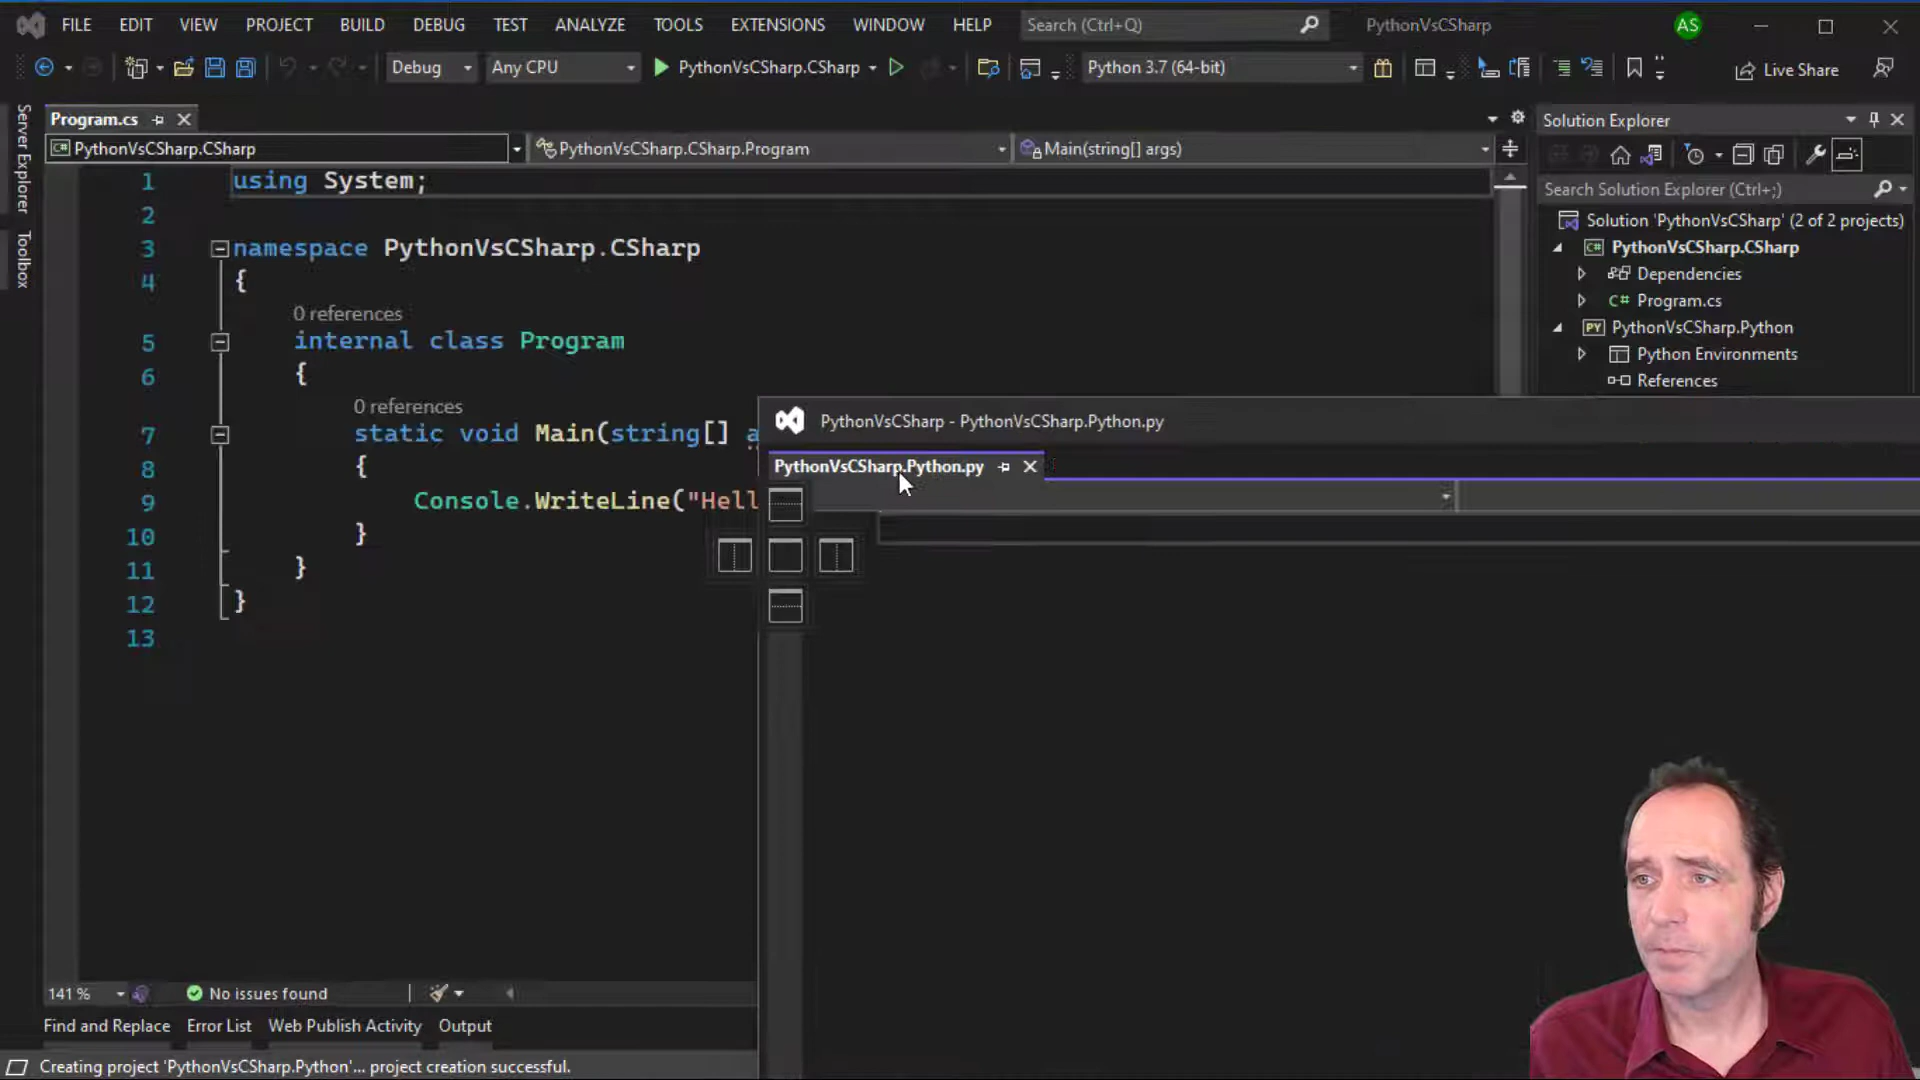 FILE EDIT VIEW PROJECT BUILD DEBUG TEST ANALYZE TOOLS EXTENSIONS WINDOW HELP Search (Ctrl+Q) PythonVsCSharp AS
Debug Any CPU PythonVsCSharp.CSharp Python 3.7 (64-bit) Live Share
Server Explorer
Toolbox
Program.cs
PythonVsCSharp.CSharp PythonVsCSharp.CSharp.Program Main(string[] args)
1 using System;
2
3 namespace PythonVsCSharp.CSharp
4 {
0 references
5 internal class Program
6 {
0 references
7 static void Main(string[] a
8 {
9 Console.WriteLine("Hell
10 }
11 }
12 }
13
PythonVsCSharp - PythonVsCSharp.Python.py
PythonVsCSharp.Python.py
Solution Explorer
Search Solution Explorer (Ctrl+;)
Solution 'PythonVsCSharp' (2 of 2 projects)
C# PythonVsCSharp.CSharp
Dependencies
C# Program.cs
PY PythonVsCSharp.Python
Python Environments
References
141 % No issues found
Find and Replace Error List Web Publish Activity Output
Creating project 'PythonVsCSharp.Python'... project creation successful.